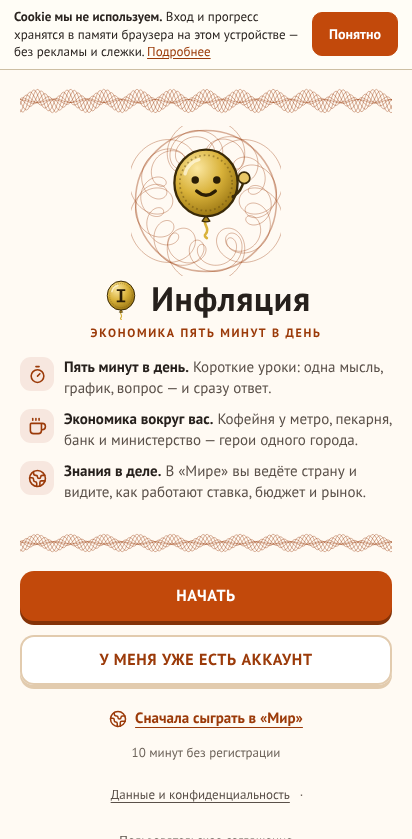 Cookie мы не используем. Вход и прогресс
хранятся в памяти браузера на этом устройстве —
без рекламы и слежки. Подробнее
Понятно
I
Инфляция
ЭКОНОМИКА ПЯТЬ МИНУТ В ДЕНЬ
Пять минут в день. Короткие уроки: одна мысль,
график, вопрос — и сразу ответ.
Экономика вокруг вас. Кофейня у метро, пекарня,
банк и министерство — герои одного города.
Знания в деле. В «Мире» вы ведёте страну и
видите, как работают ставка, бюджет и рынок.
НАЧАТЬ
У МЕНЯ УЖЕ ЕСТЬ АККАУНТ
Сначала сыграть в «Мир»
10 минут без регистрации
Данные и конфиденциальность ·